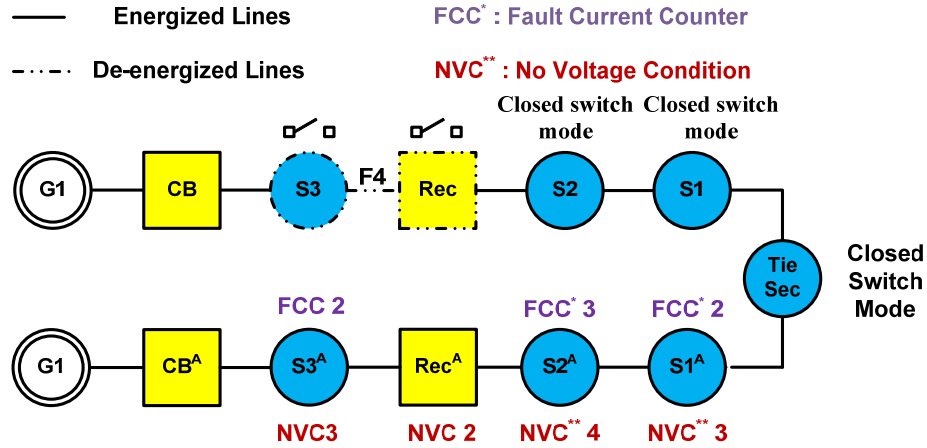 Energized Lines
FCC* : Fault Current Counter
De-energized Lines
NVC** : No Voltage Condition
Closed switch mode
Closed switch mode
G1
CB
S3
F4
Rec
S2
S1
Tie Sec
Closed Switch Mode
FCC 2
FCC* 3
FCC* 2
G1
CBᴬ
S3ᴬ
Recᴬ
S2ᴬ
S1ᴬ
NVC3
NVC 2
NVC** 4
NVC** 3